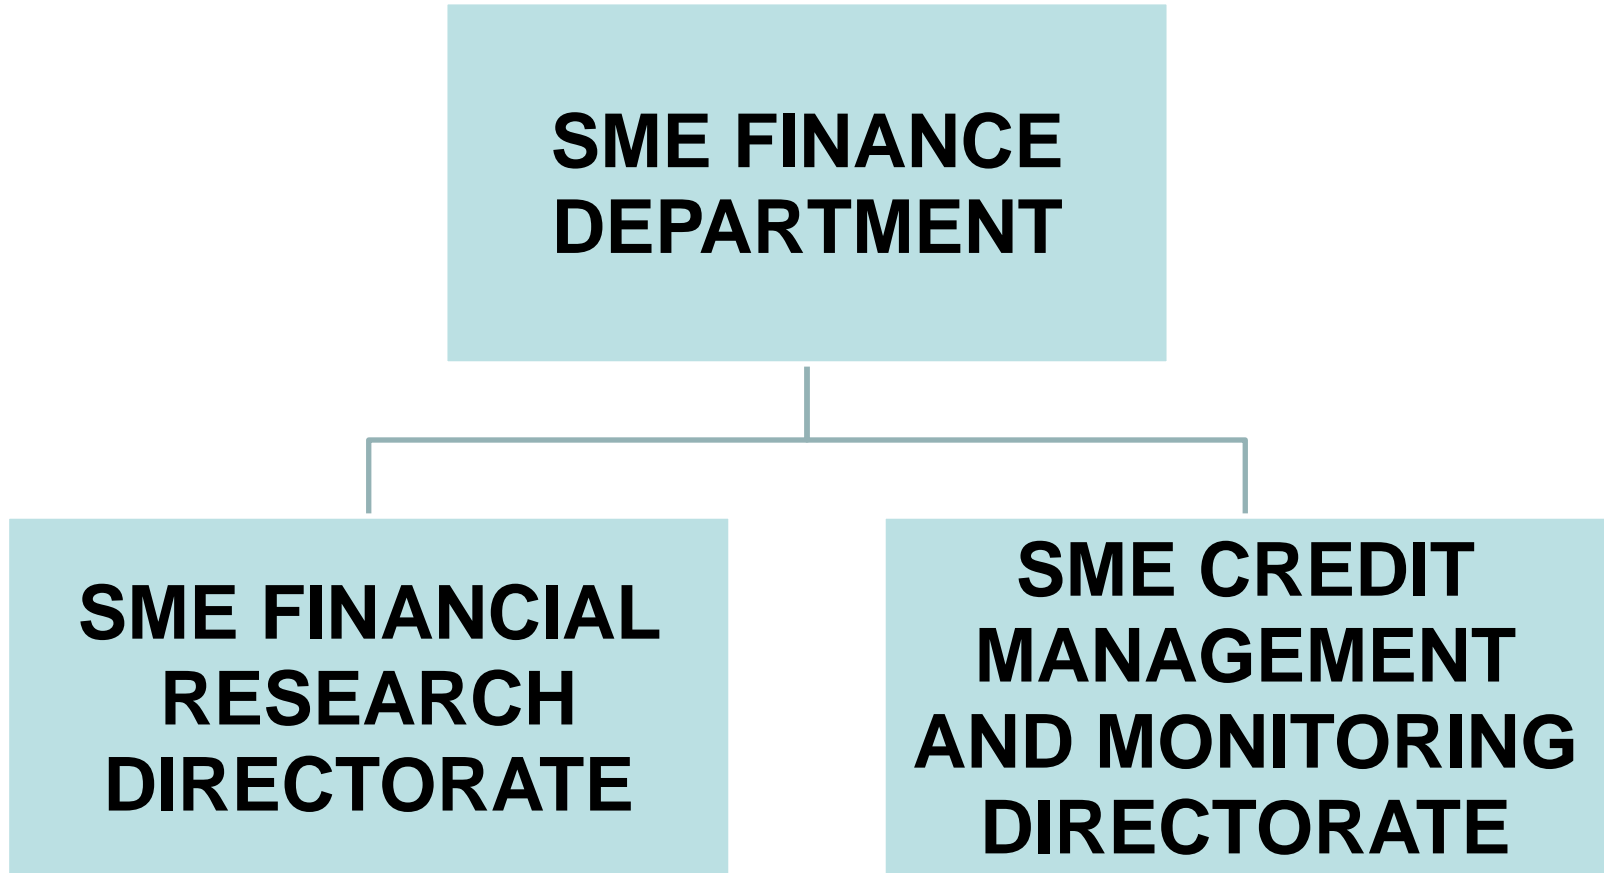 SME FINANCE
DEPARTMENT
SME FINANCIAL
RESEARCH
DIRECTORATE
SME CREDIT
MANAGEMENT
AND MONITORING
DIRECTORATE